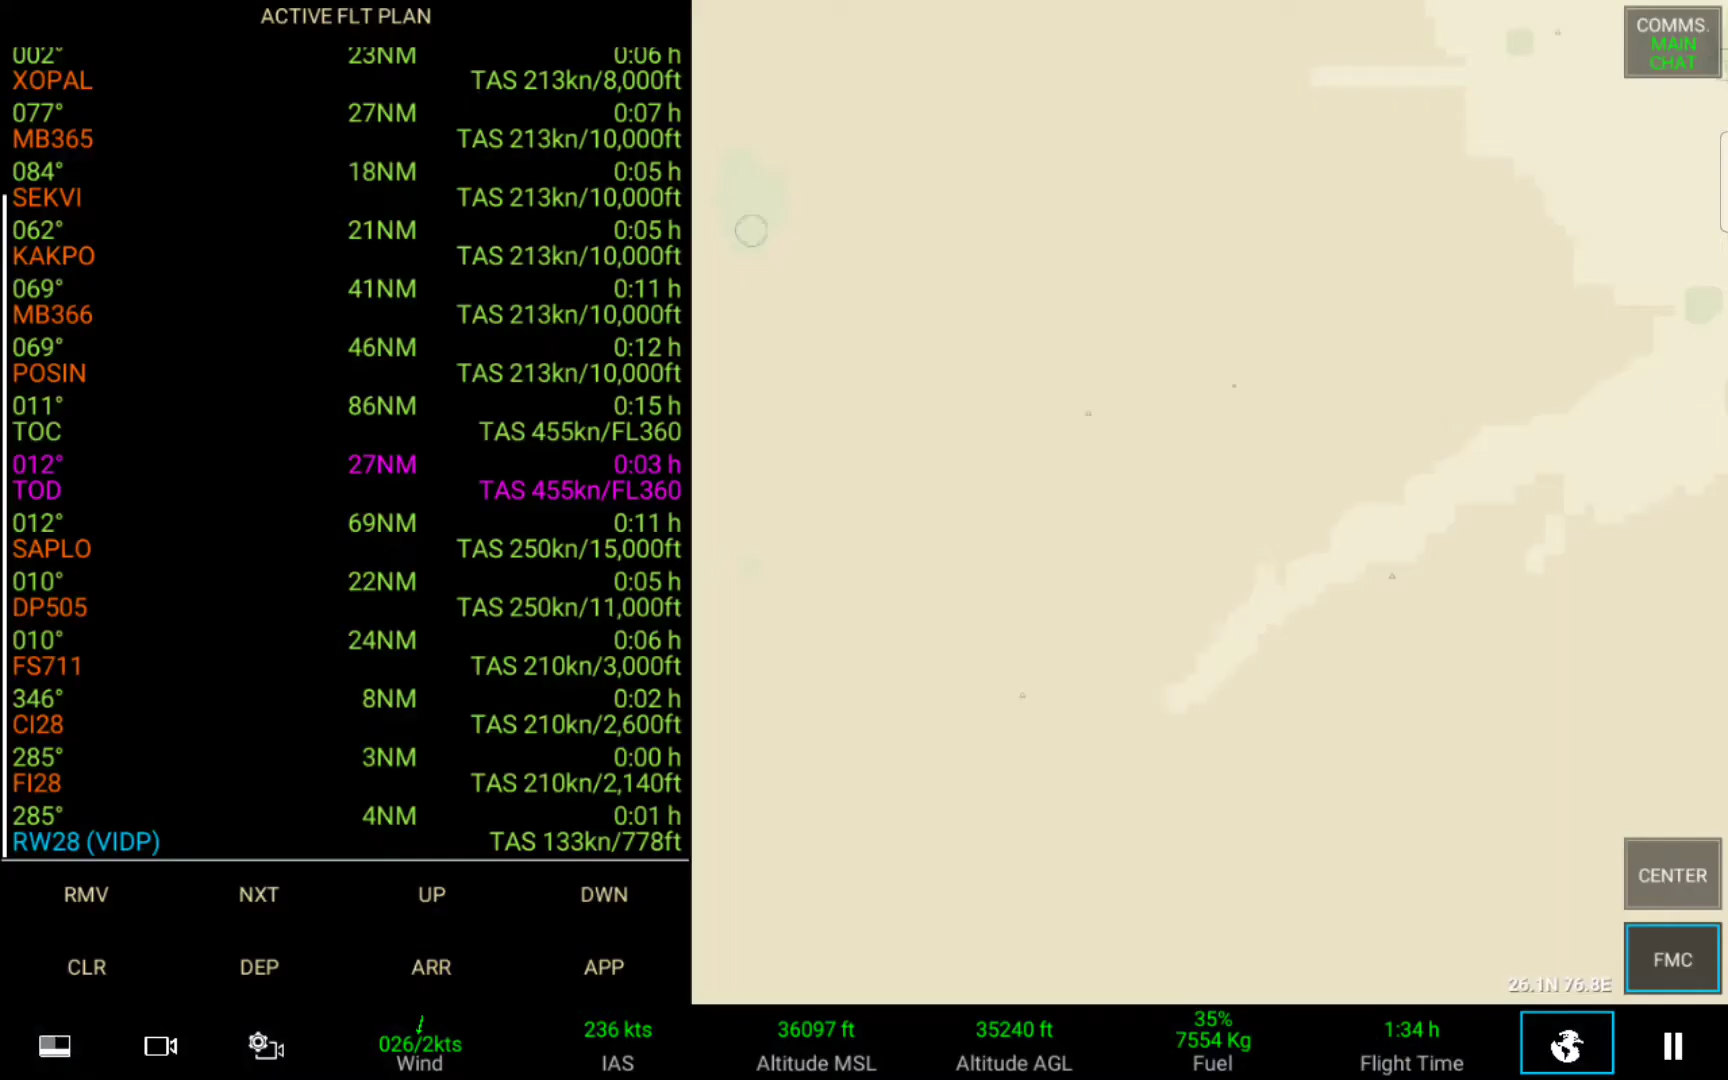 ACTIVE FLT PLAN
002° 23NM 0:06 h
XOPAL TAS 213kn/8,000ft
077° 27NM 0:07 h
MB365 TAS 213kn/10,000ft
084° 18NM 0:05 h
SEKVI TAS 213kn/10,000ft
062° 21NM 0:05 h
KAKPO TAS 213kn/10,000ft
069° 41NM 0:11 h
MB366 TAS 213kn/10,000ft
069° 46NM 0:12 h
POSIN TAS 213kn/10,000ft
011° 86NM 0:15 h
TOC TAS 455kn/FL360
012° 27NM 0:03 h
TOD TAS 455kn/FL360
012° 69NM 0:11 h
SAPLO TAS 250kn/15,000ft
010° 22NM 0:05 h
DP505 TAS 250kn/11,000ft
010° 24NM 0:06 h
FS711 TAS 210kn/3,000ft
346° 8NM 0:02 h
CI28 TAS 210kn/2,600ft
285° 3NM 0:00 h
FI28 TAS 210kn/2,140ft
285° 4NM 0:01 h
RW28 (VIDP) TAS 133kn/778ft
RMV NXT UP DWN
CLR DEP ARR APP
COMMS.
MAIN
CHAT
CENTER
FMC
26.1N 76.8E
026/2kts
Wind
236 kts
IAS
36097 ft
Altitude MSL
35240 ft
Altitude AGL
35%
7554 Kg
Fuel
1:34 h
Flight Time